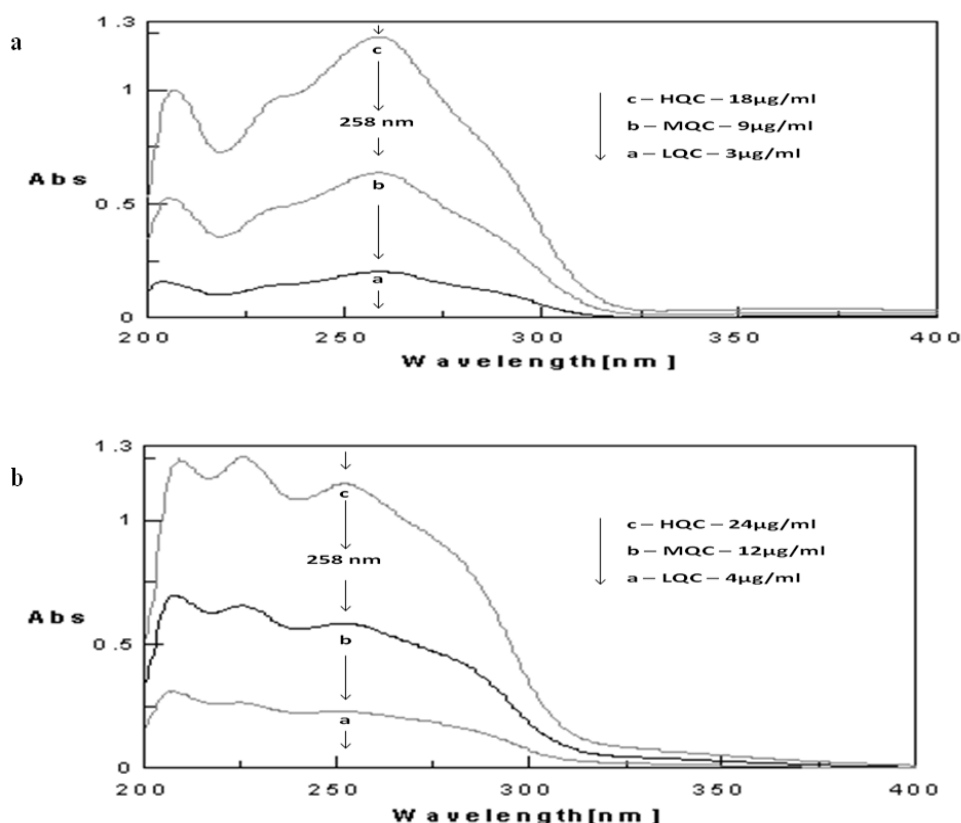 a
1.3
1
0.5
0
Abs
c
258 nm
b
a
c – HQC – 18µg/ml
b – MQC – 9µg/ml
a – LQC – 3µg/ml
200 250 300 350 400
Wavelength[nm]
b
1.3
1
0.5
0
Abs
c
258 nm
b
a
c – HQC – 24µg/ml
b – MQC – 12µg/ml
a – LQC – 4µg/ml
200 250 300 350 400
Wavelength[nm]